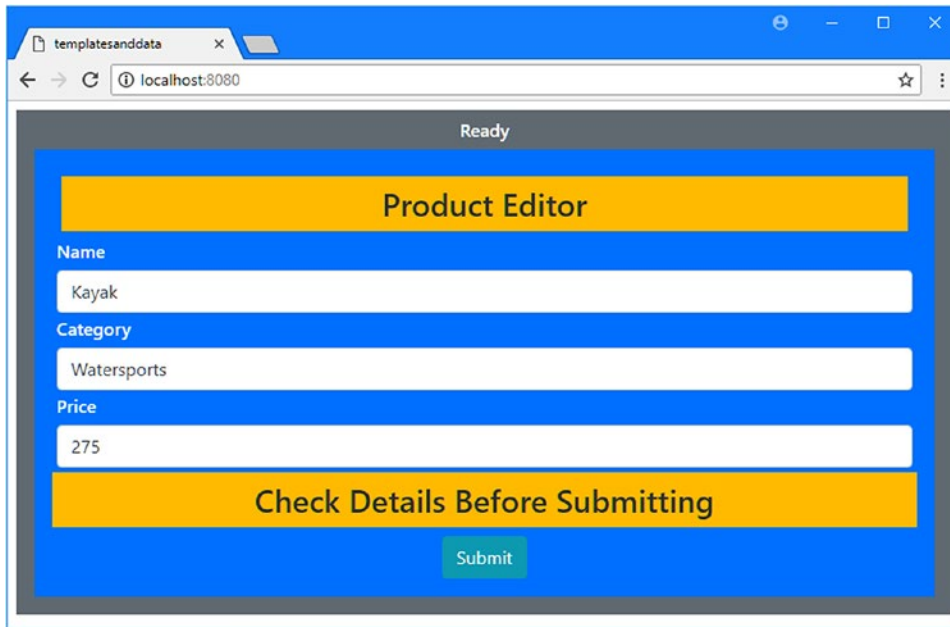 templatesanddata
localhost:8080
Ready
Product Editor
Name
Kayak
Category
Watersports
Price
275
Check Details Before Submitting
Submit